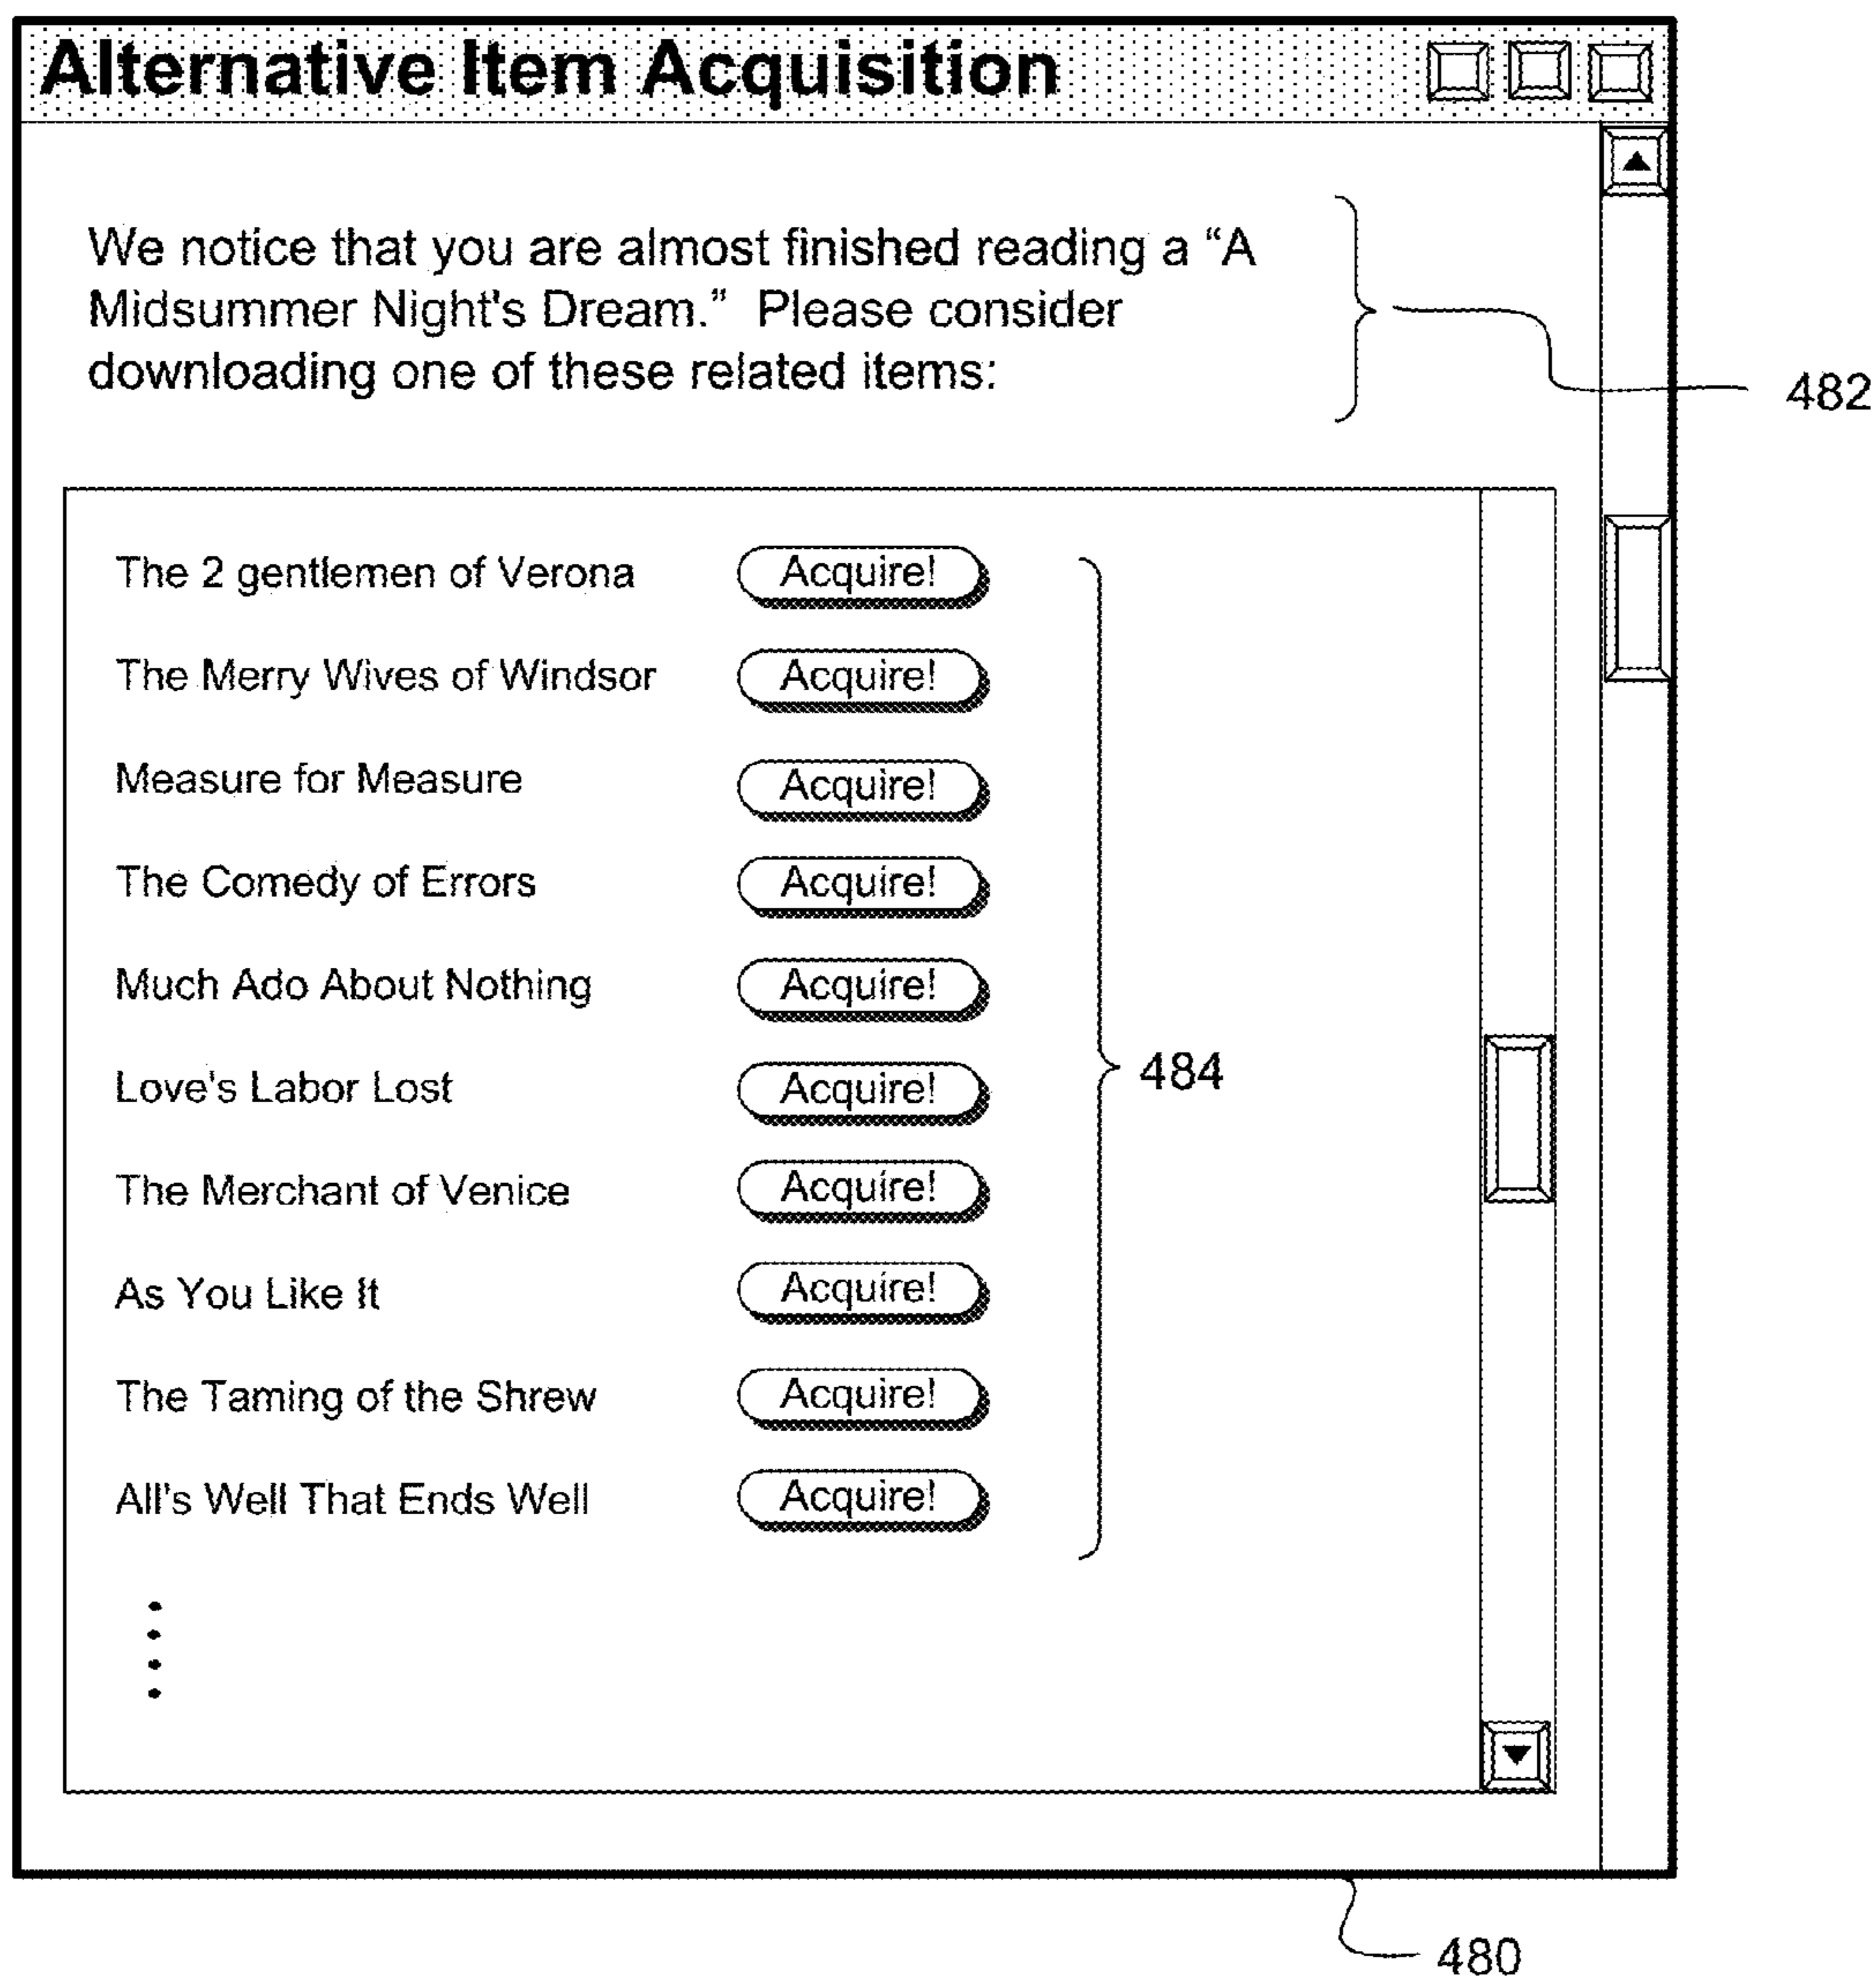 Alternative Item Acquisition
We notice that you are almost finished reading a “A
Midsummer Night's Dream.” Please consider
downloading one of these related items:
482
The 2 gentlemen of Verona Acquire!
The Merry Wives of Windsor Acquire!
Measure for Measure Acquire!
The Comedy of Errors Acquire!
Much Ado About Nothing Acquire!
Love's Labor Lost Acquire!
484
The Merchant of Venice Acquire!
As You Like It Acquire!
The Taming of the Shrew Acquire!
All's Well That Ends Well Acquire!
480